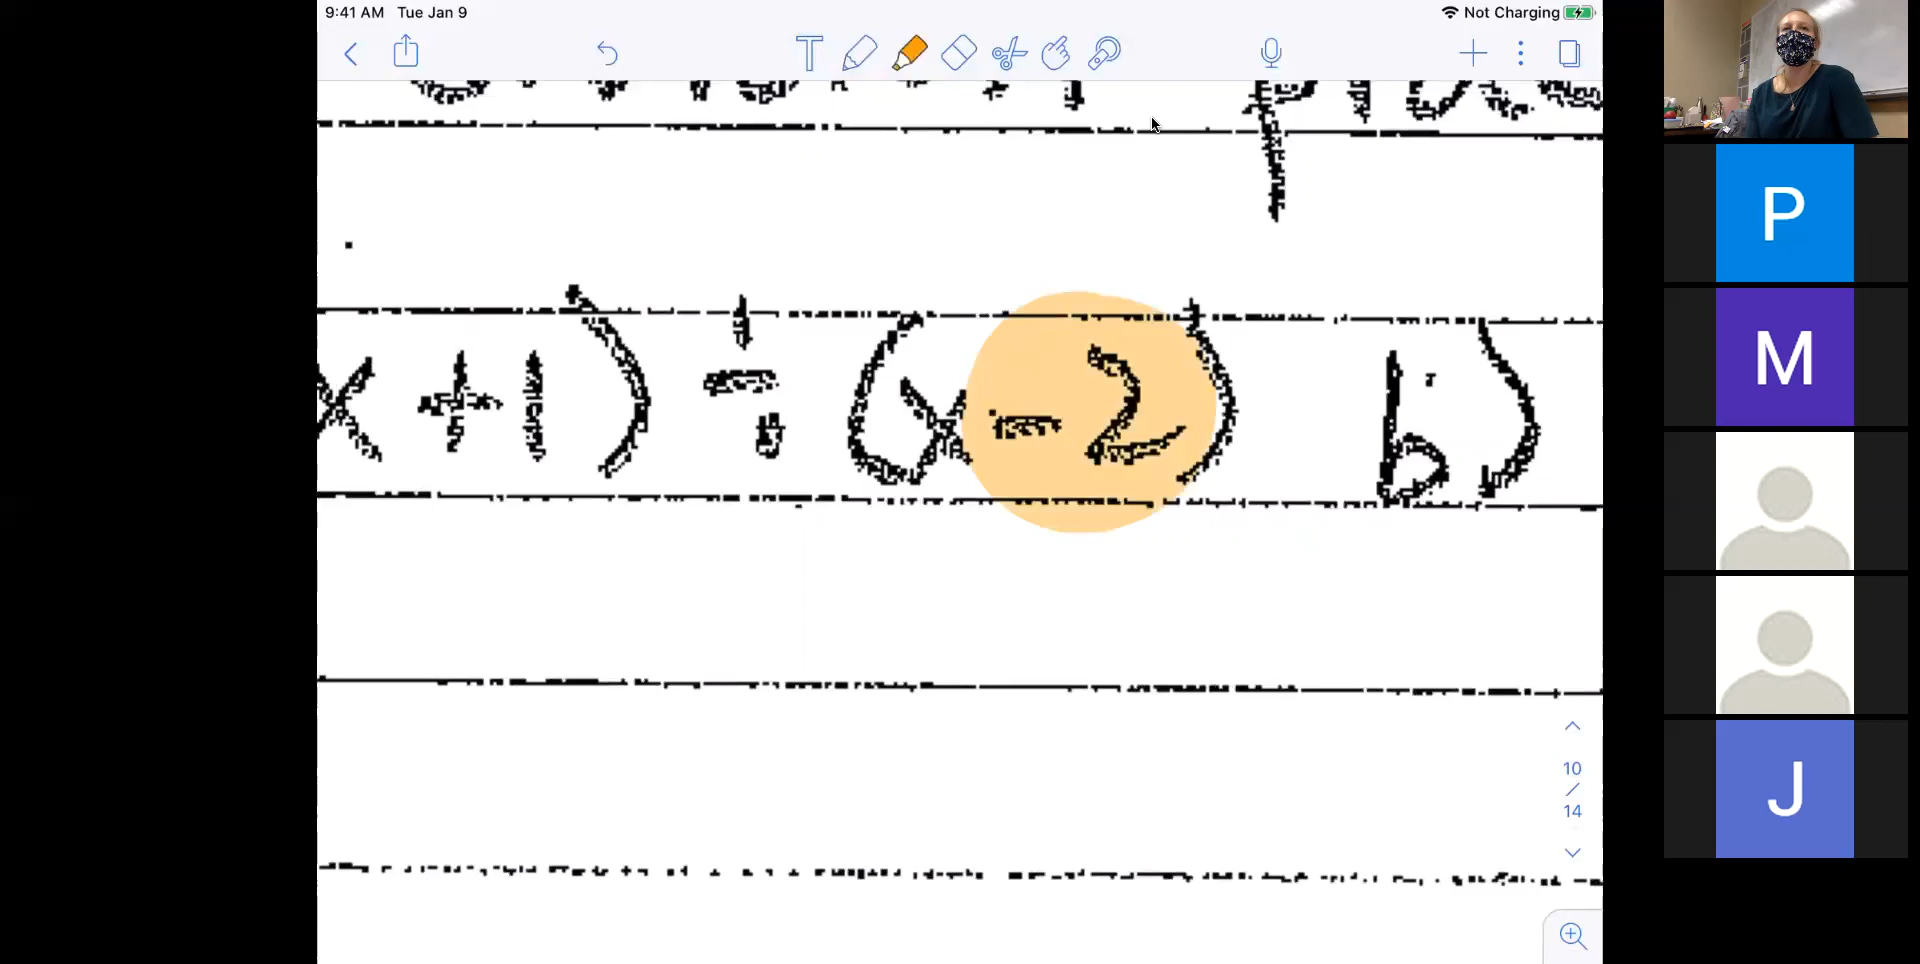 9:41 AM Tue Jan 9
Not Charging
T
x+1) ÷ (x-2) b)
10
/
14
P
M
J